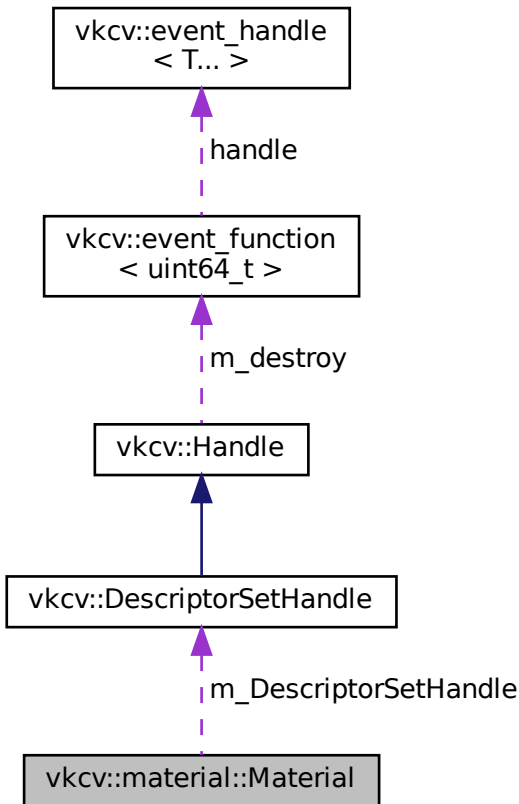 vkcv::event_handle
< T... >
handle
vkcv::event_function
< uint64_t >
m_destroy
vkcv::Handle
vkcv::DescriptorSetHandle
m_DescriptorSetHandle
vkcv::material::Material